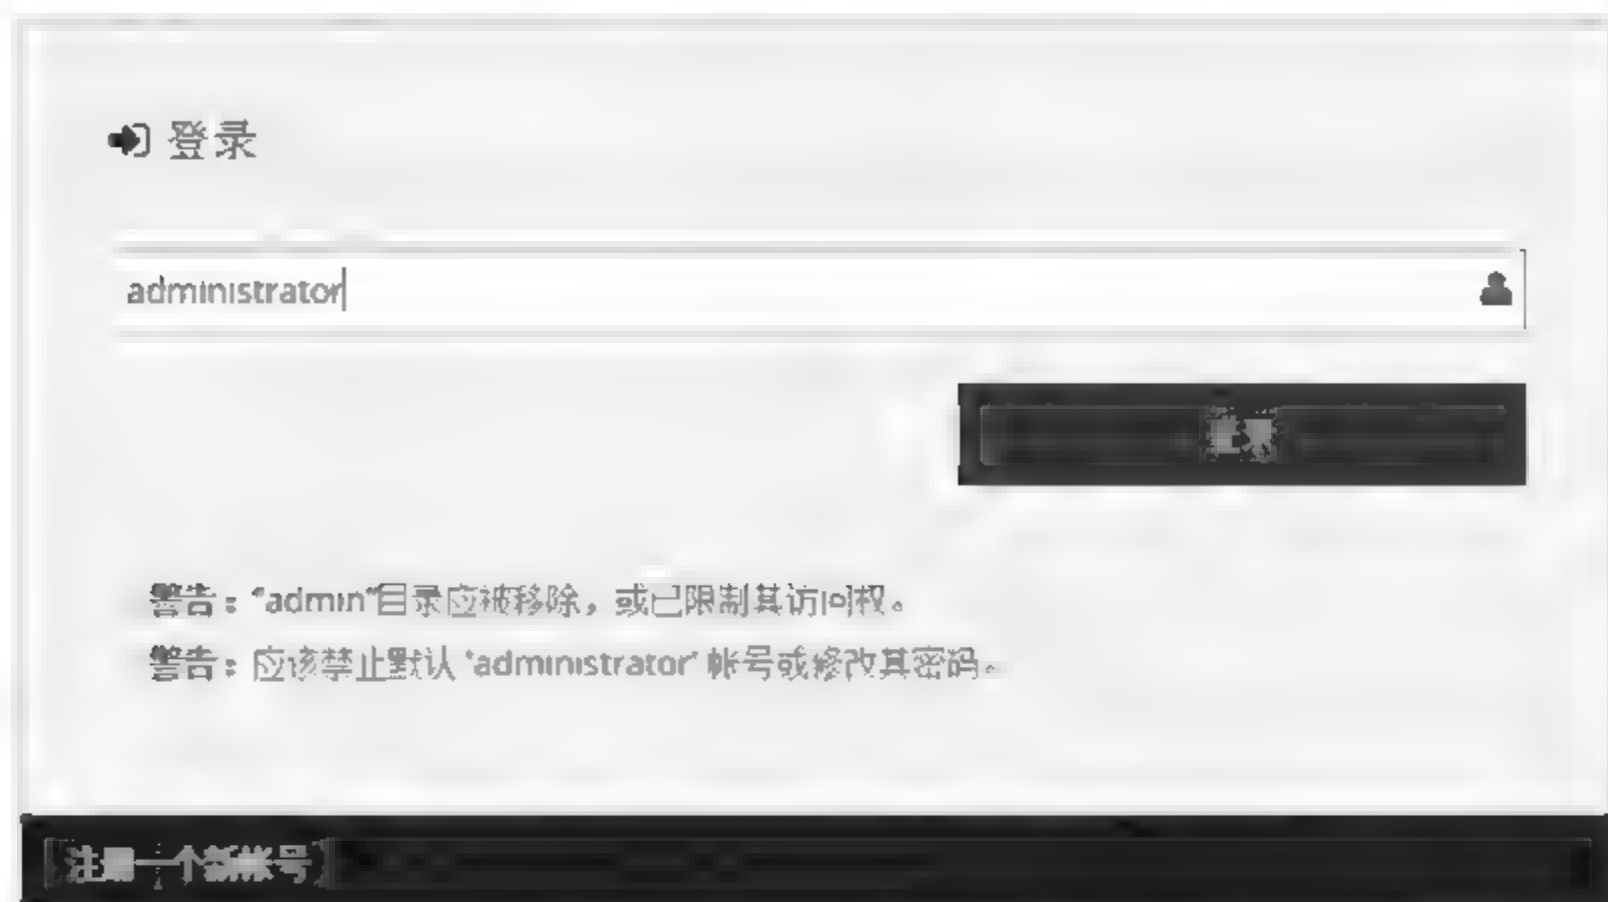 登录
administrator
警告：“admin”目录应被移除，或已限制其访问权。
警告：应该禁止默认 'administrator' 帐号或修改其密码。
注册一个新帐号